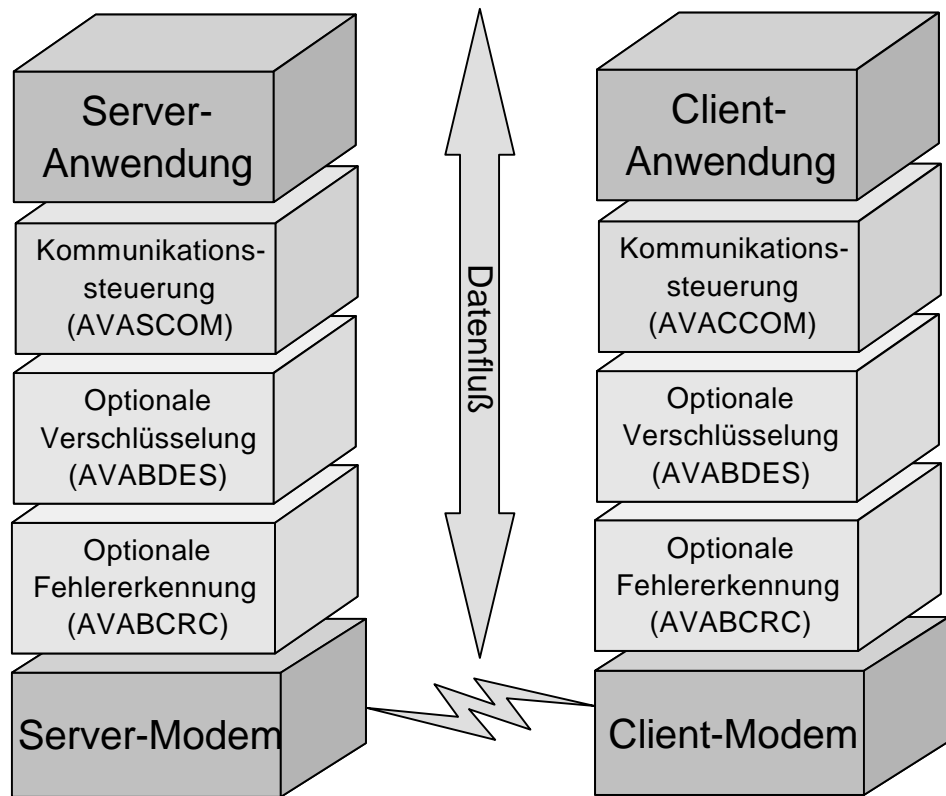 Server-
Anwendung
Kommunikations-
steuerung
(AVASCOM)
Optionale
Verschlüsselung
(AVABDES)
Optionale
Fehlererkennung
(AVABCRC)
Server-Modem
Datenfluß
Client-
Anwendung
Kommunikations-
steuerung
(AVACCOM)
Optionale
Verschlüsselung
(AVABDES)
Optionale
Fehlererkennung
(AVABCRC)
Client-Modem